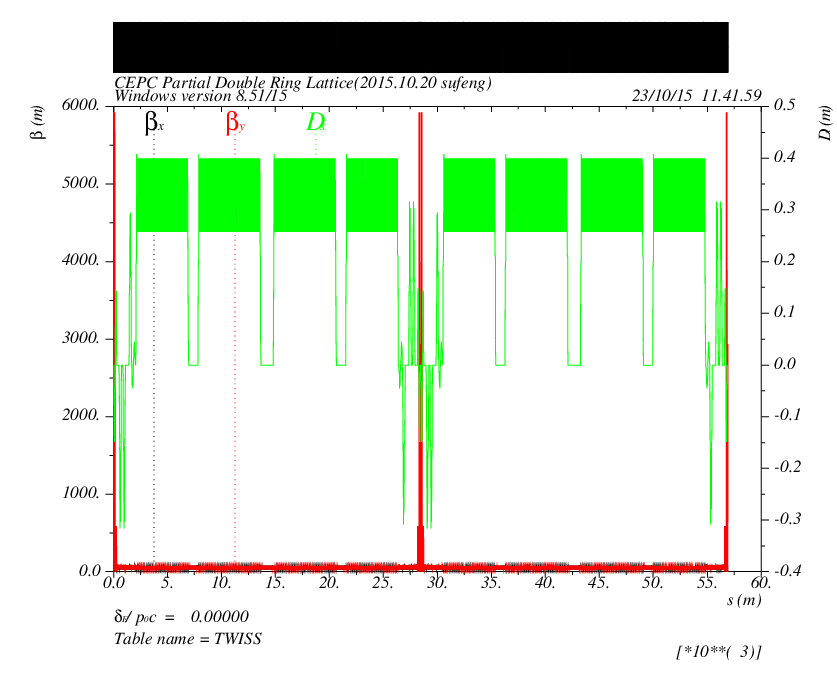 CEPC Partial Double Ring Lattice(2015.10.20 sufeng)
Windows version 8.51/15 23/10/15 11.41.59
β (m) D (m)
βx βy Dx
6000. 0.5
0.4
5000. 0.3
4000. 0.2
0.1
3000. 0.0
2000. -0.1
-0.2
1000. -0.3
0.0 -0.4
0.0 5. 10. 15. 20. 25. 30. 35. 40. 45. 50. 55. 60.
s (m)
p₀c = 0.00000
Table name = TWISS
[*10**( 3)]